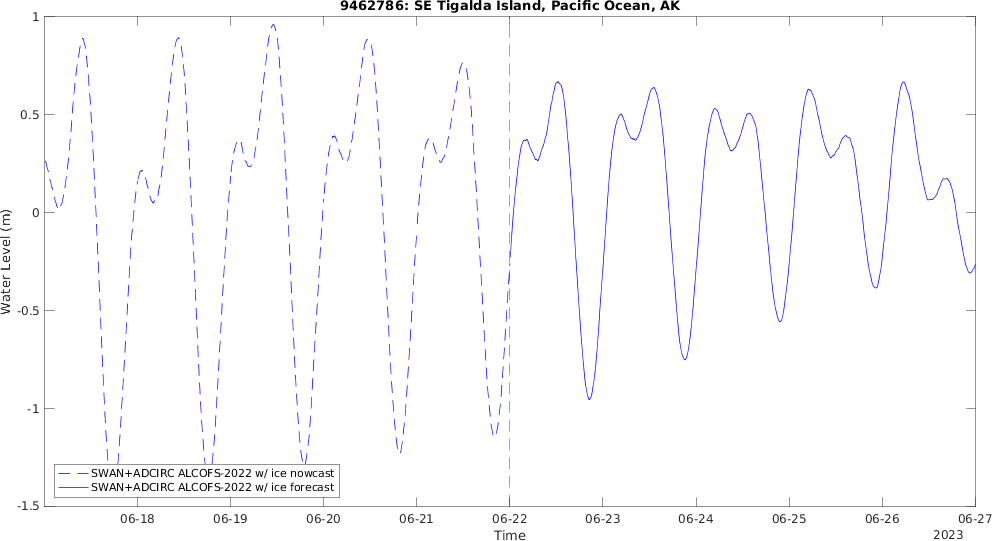 9462786: SE Tigalda Island, Pacific Ocean, AK
1
0.5
0
-0.5
-1
-1.5
Water Level (m)
SWAN+ADCIRC ALCOFS-2022 w/ ice nowcast
SWAN+ADCIRC ALCOFS-2022 w/ ice forecast
06-18 06-19 06-20 06-21 06-22 06-23 06-24 06-25 06-26 06-27
Time
2023